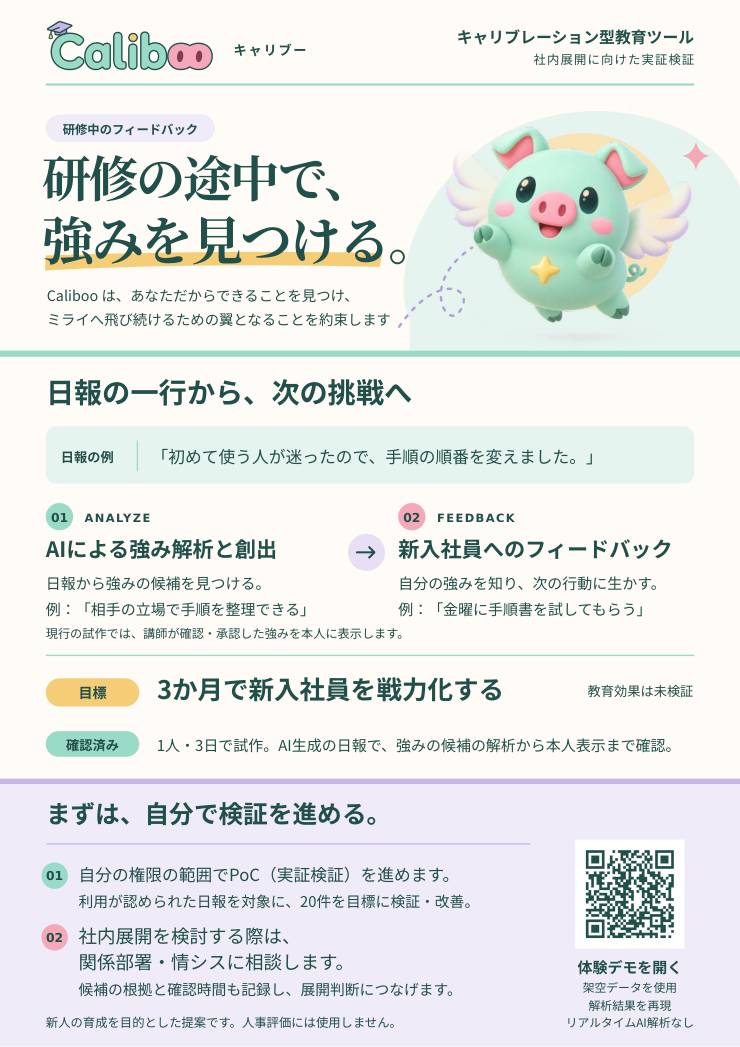 Caliboo
キャリブー
キャリブレーション型教育ツール
社内展開に向けた実証検証
研修中のフィードバック
研修の途中で、
強みを見つける。
Caliboo は、あなただからできることを見つけ、
ミライへ飛び続けるための翼となることを約束します
日報の一行から、次の挑戦へ
日報の例
「初めて使う人が迷ったので、手順の順番を変えました。」
01 ANALYZE
AIによる強み解析と創出
日報から強みの候補を見つける。
例：「相手の立場で手順を整理できる」
現行の試作では、講師が確認・承認した強みを本人に表示します。
→
02 FEEDBACK
新入社員へのフィードバック
自分の強みを知り、次の行動に生かす。
例：「金曜に手順書を試してもらう」
目標
3か月で新入社員を戦力化する
教育効果は未検証
確認済み
1人・3日で試作。AI生成の日報で、強みの候補の解析から本人表示まで確認。
まずは、自分で検証を進める。
01 自分の権限の範囲でPoC（実証検証）を進めます。
利用が認められた日報を対象に、20件を目標に検証・改善。
02 社内展開を検討する際は、
関係部署・情シスに相談します。
候補の根拠と確認時間も記録し、展開判断につなげます。
新人の育成を目的とした提案です。人事評価には使用しません。
体験デモを開く
架空データを使用
解析結果を再現
リアルタイムAI解析なし